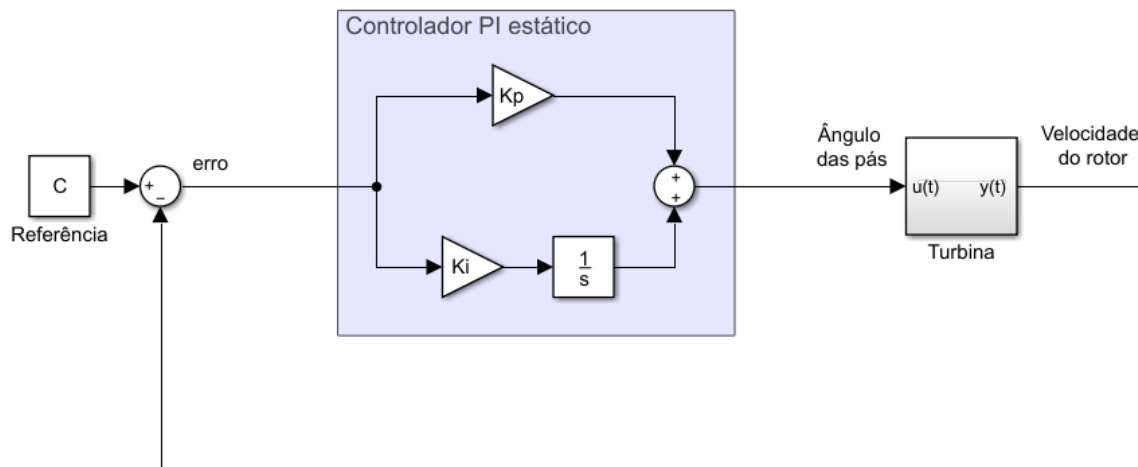 Controlador PI estático
Kp
Ângulo
das pás
Velocidade
do rotor
erro
C
+
−
+
+
u(t)
y(t)
Referência
Turbina
Ki
1
s